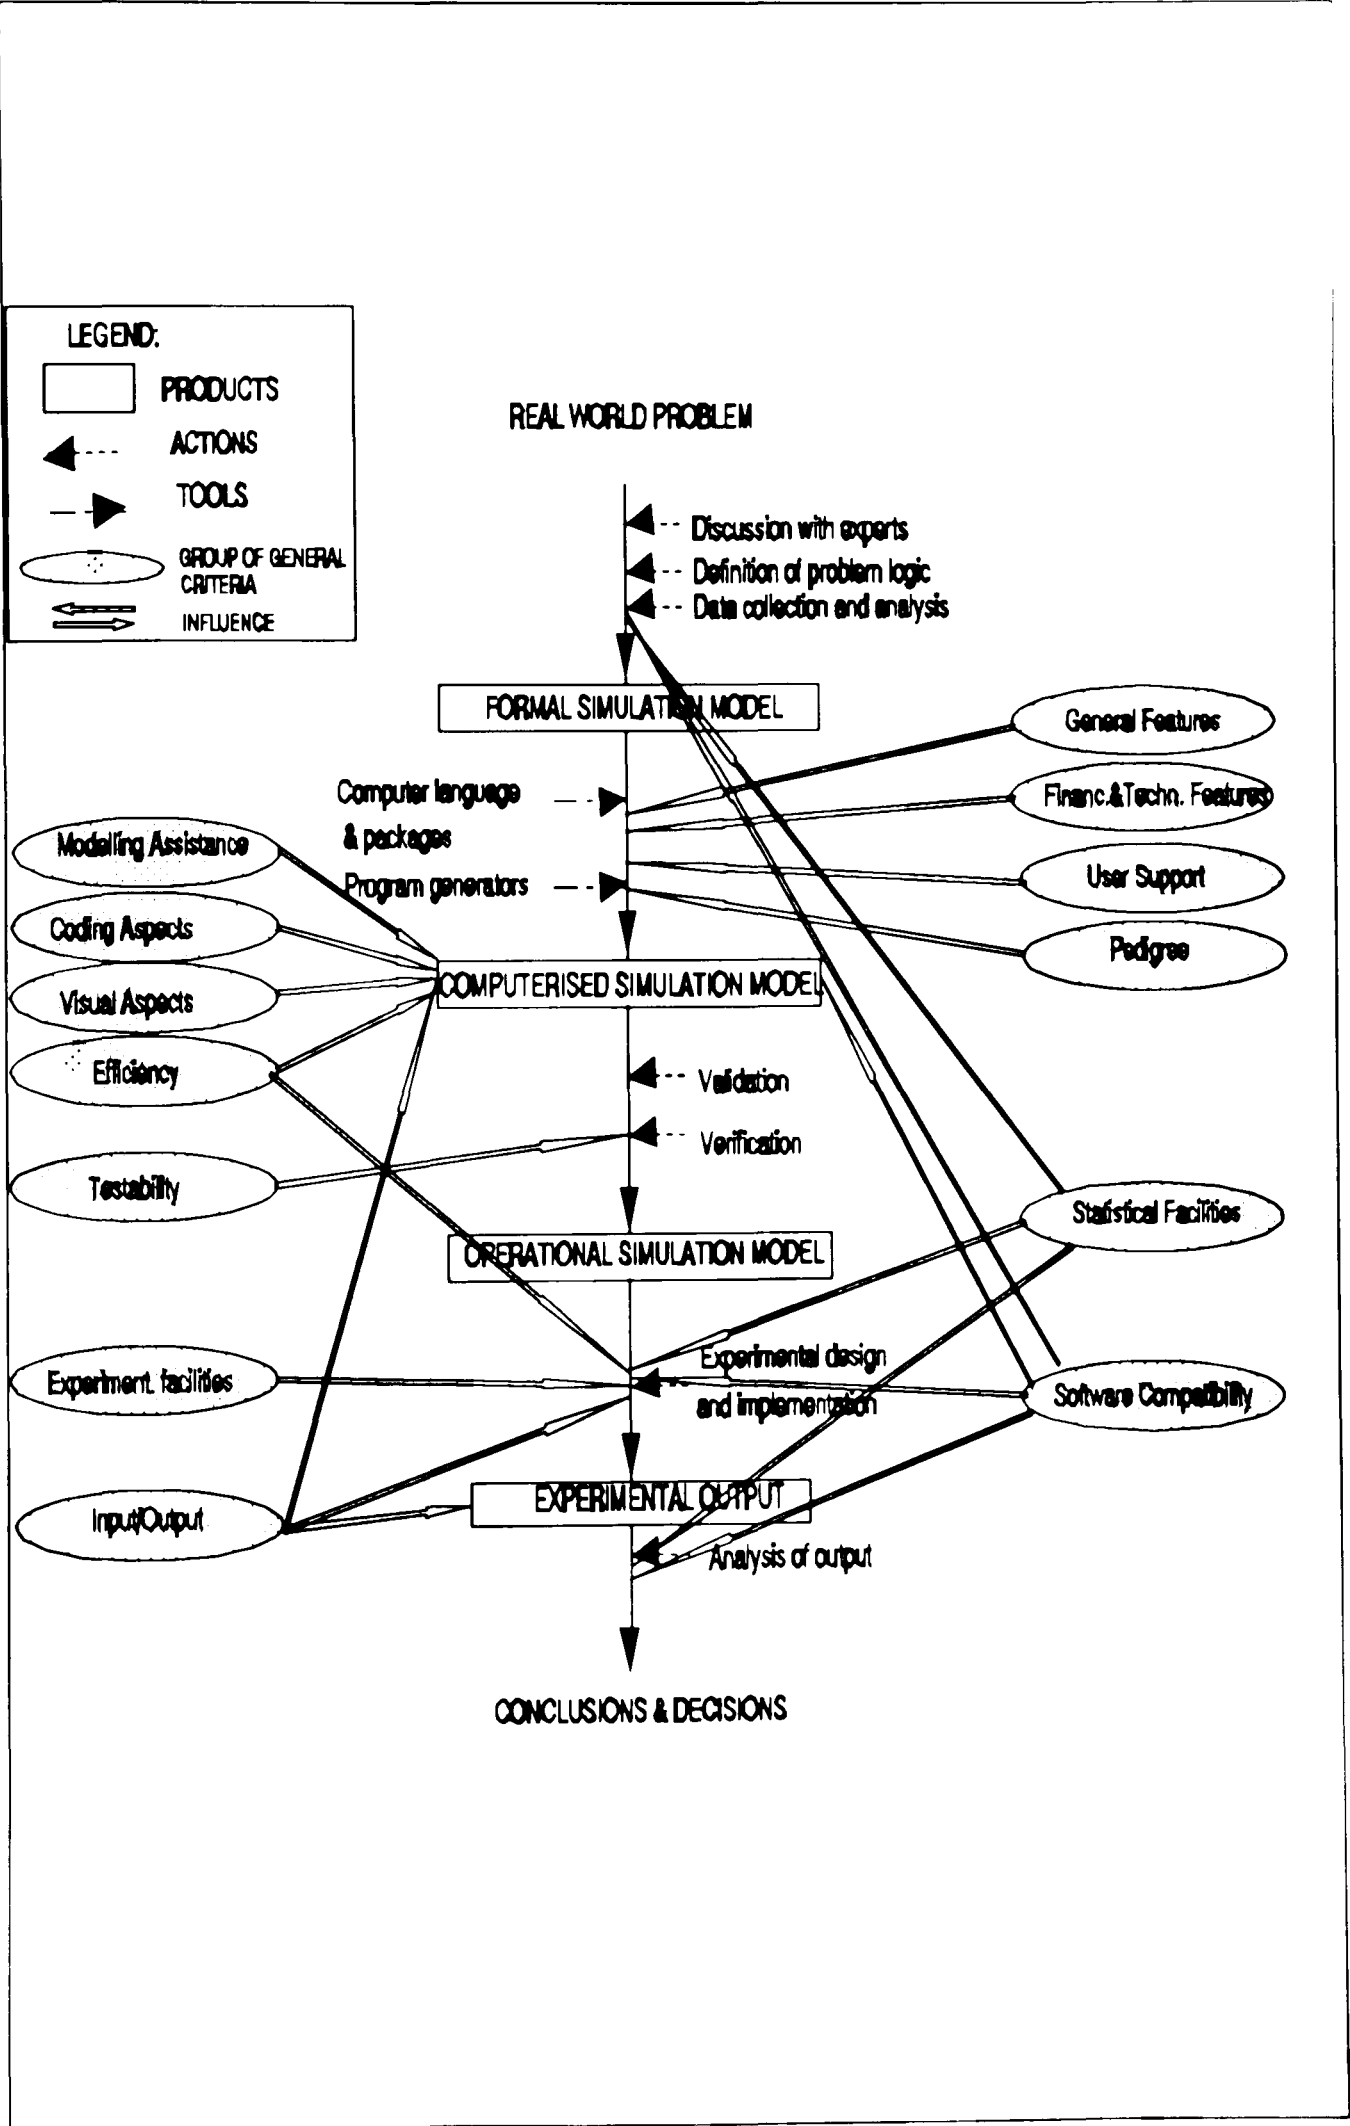 LEGEND:
PRODUCTS
ACTIONS
TOOLS
GROUP OF GENERAL
CRITERIA
INFLUENCE
REAL WORLD PROBLEM
Discussion with experts
Definition of problem logic
Data collection and analysis
FORMAL SIMULATION MODEL
General Features
Computer language
& packages
Program generators
Financ.&Techn. Features
User Support
Pedigree
Modelling Assistance
Coding Aspects
Visual Aspects
Efficiency
Testability
COMPUTERISED SIMULATION MODEL
Validation
Verification
Statistical Facilities
OPERATIONAL SIMULATION MODEL
Experimental design
and implementation
Experiment. facilities
Software Compatibility
Input/Output
EXPERIMENTAL OUTPUT
Analysis of output
CONCLUSIONS & DECISIONS